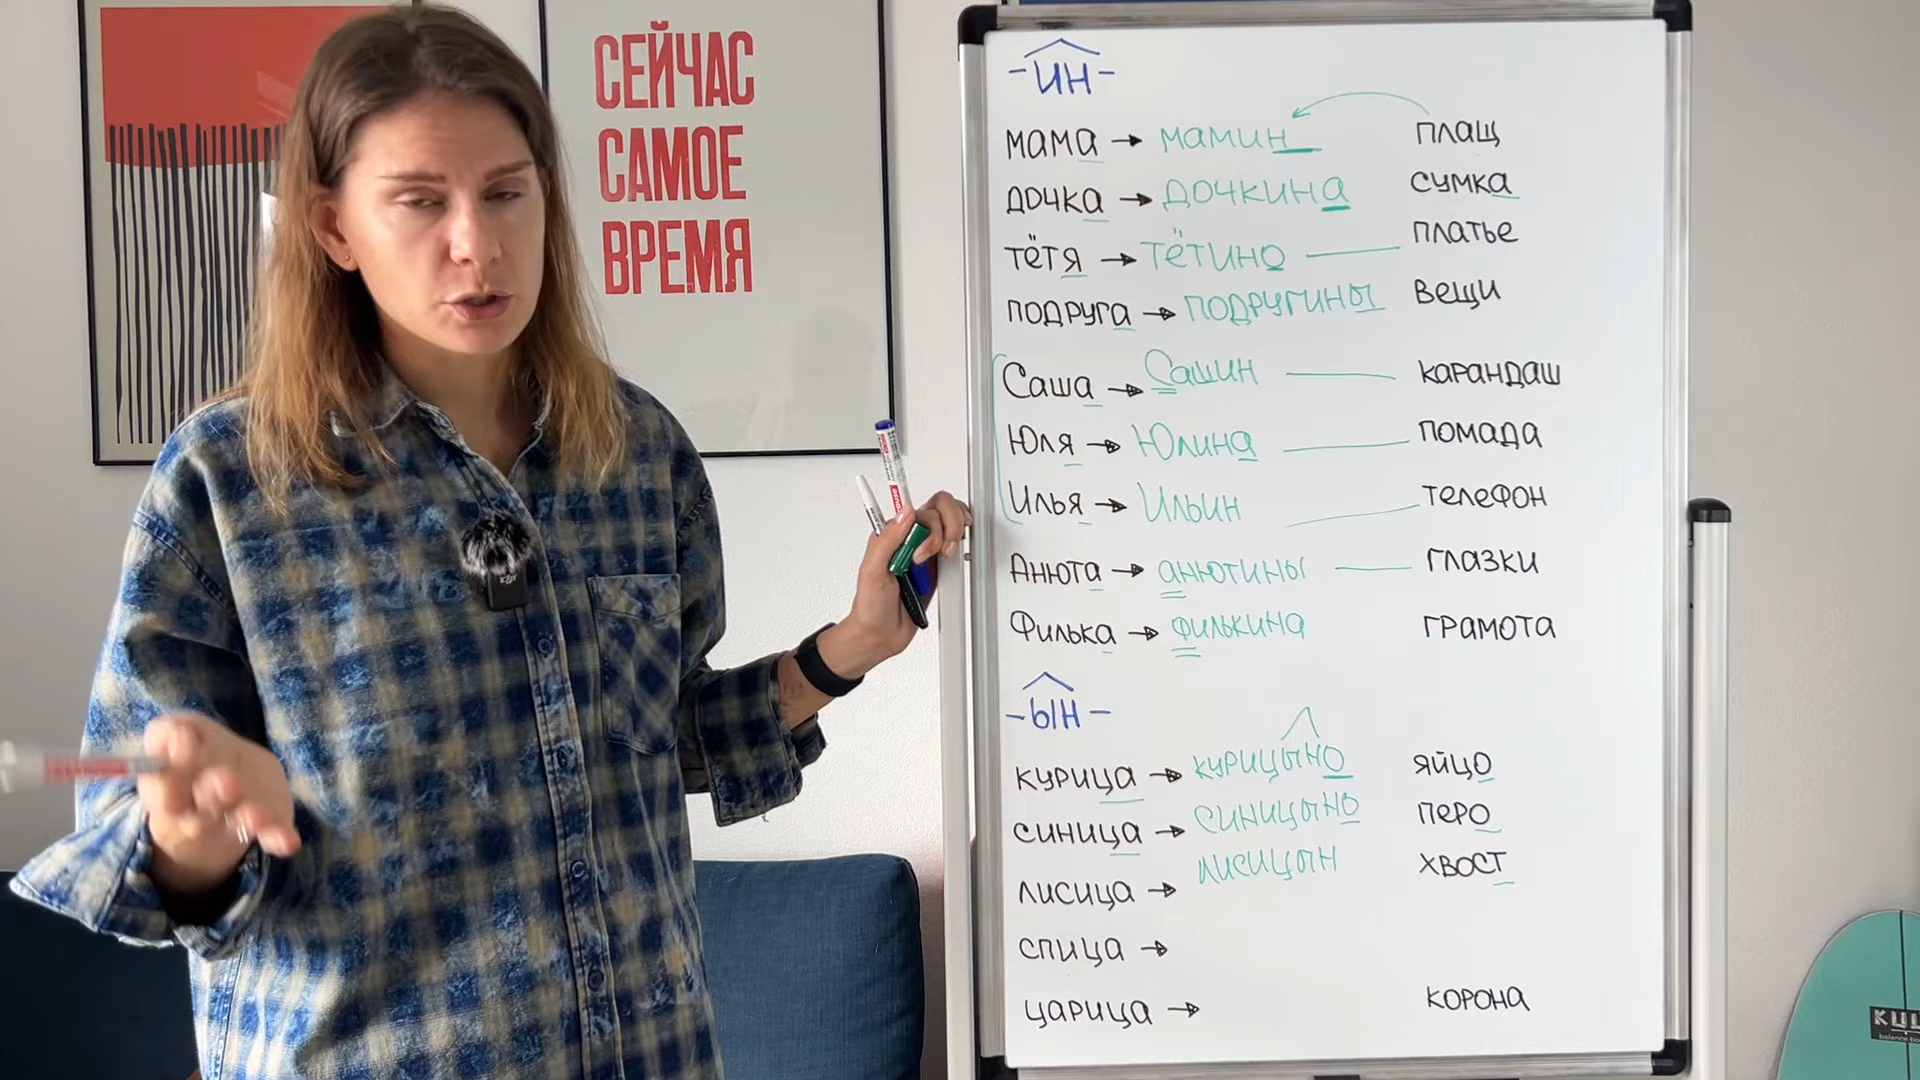 СЕЙЧАС
САМОЕ
ВРЕМЯ
-ИН-
мама → мамин плащ
дочка → дочкина сумка
тётя → тётино платье
подруга → подругины вещи
Саша → Сашин карандаш
Юля → Юлина помада
Илья → Ильин телефон
Анюта → анютины глазки
Филька → филькина грамота
-ЫН-
курица → курицыно яйцо
синица → синицыно перо
лисица → лисицын хвост
спица →
царица → корона